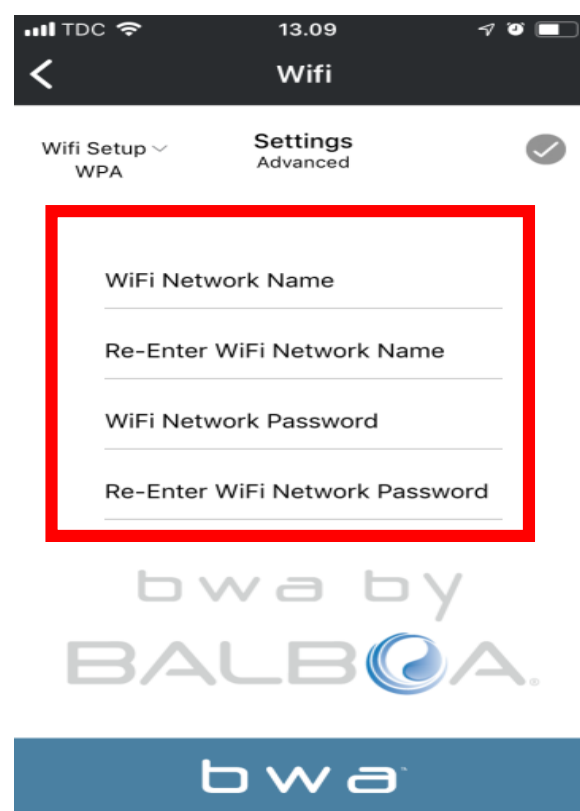 TDC 13.09
Wifi
Wifi Setup Settings
WPA Advanced
WiFi Network Name
Re-Enter WiFi Network Name
WiFi Network Password
Re-Enter WiFi Network Password
bwa by
BALBOA®
bwa™